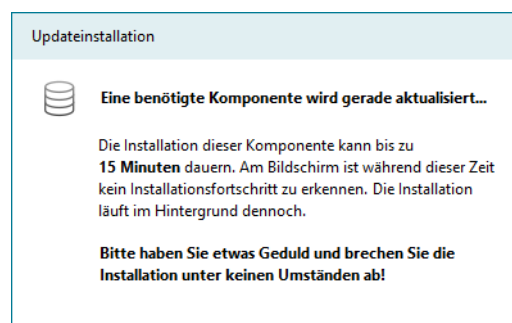 Updateinstallation
Eine benötigte Komponente wird gerade aktualisiert...
Die Installation dieser Komponente kann bis zu
15 Minuten dauern. Am Bildschirm ist während dieser Zeit
kein Installationsfortschritt zu erkennen. Die Installation
läuft im Hintergrund dennoch.
Bitte haben Sie etwas Geduld und brechen Sie die
Installation unter keinen Umständen ab!